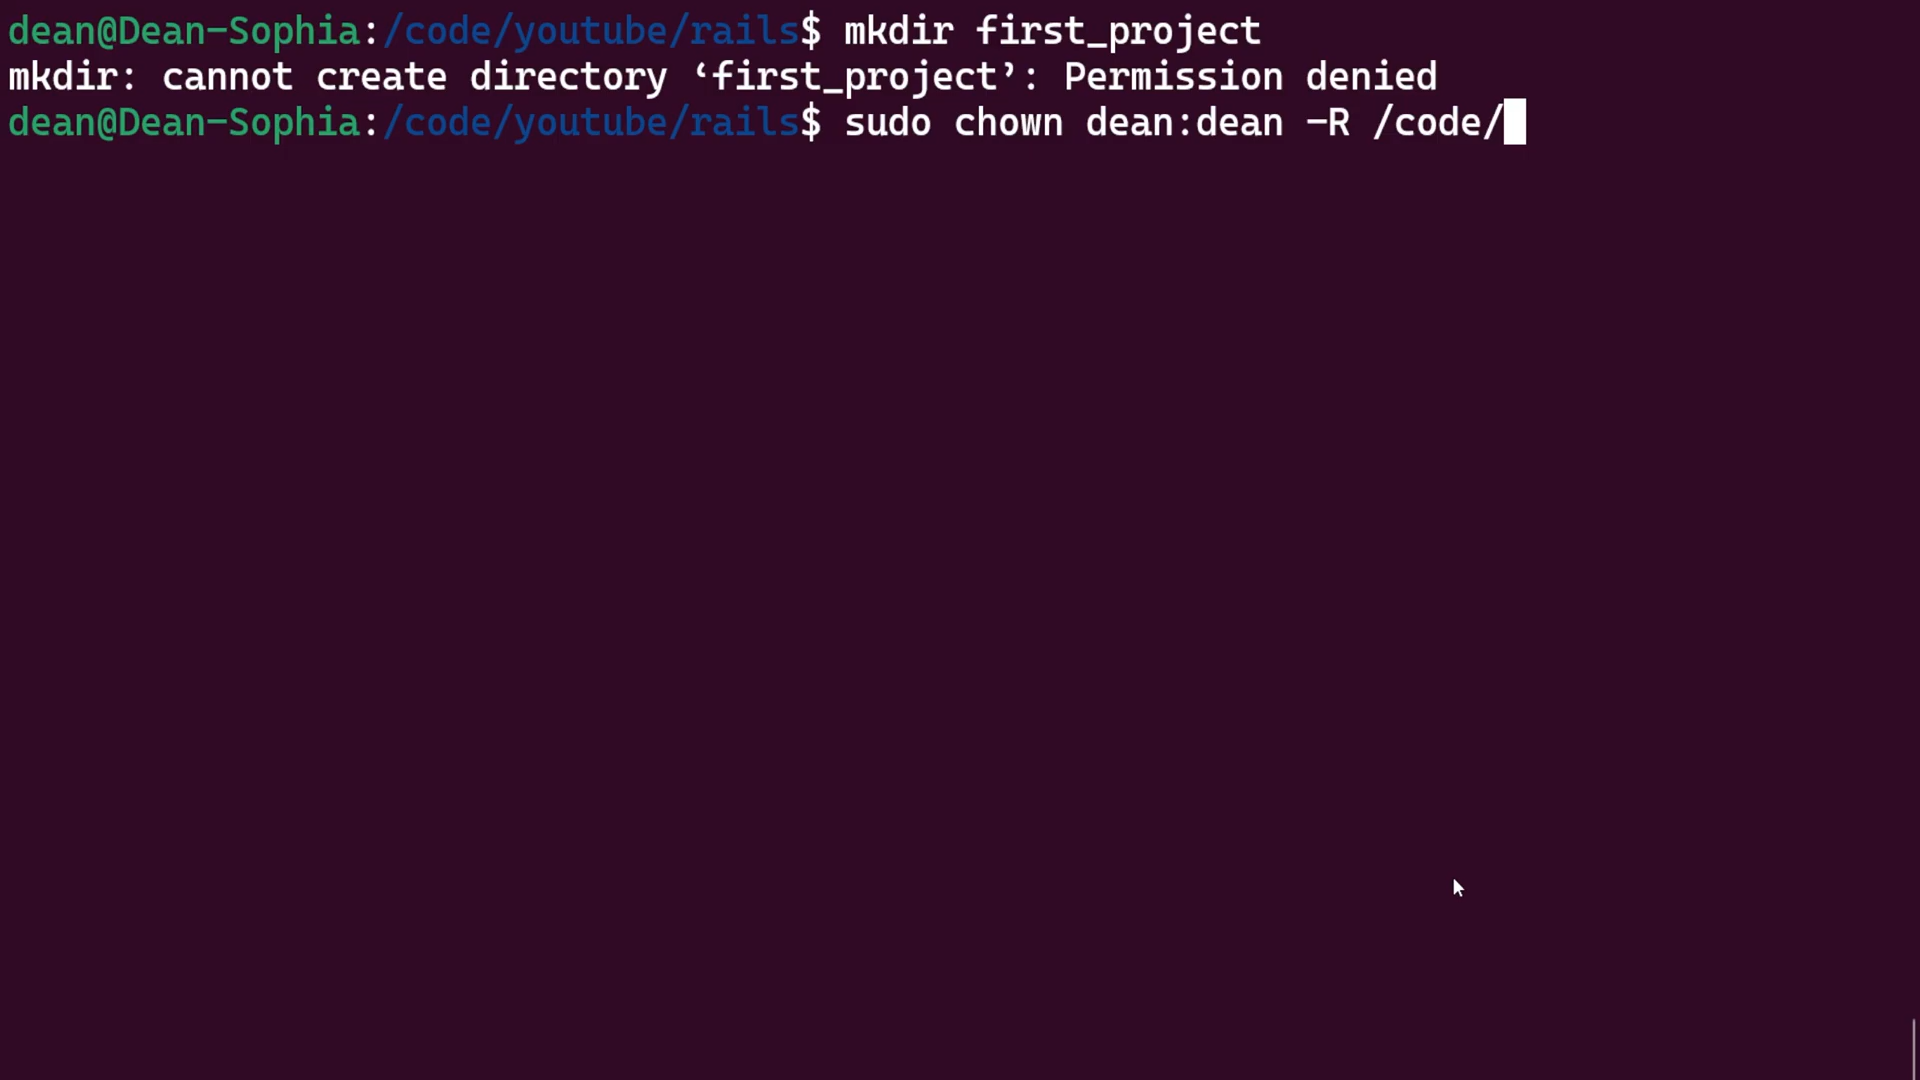 dean@Dean-Sophia:/code/youtube/rails$ mkdir first_project
mkdir: cannot create directory ‘first_project’: Permission denied
dean@Dean-Sophia:/code/youtube/rails$ sudo chown dean:dean -R /code/